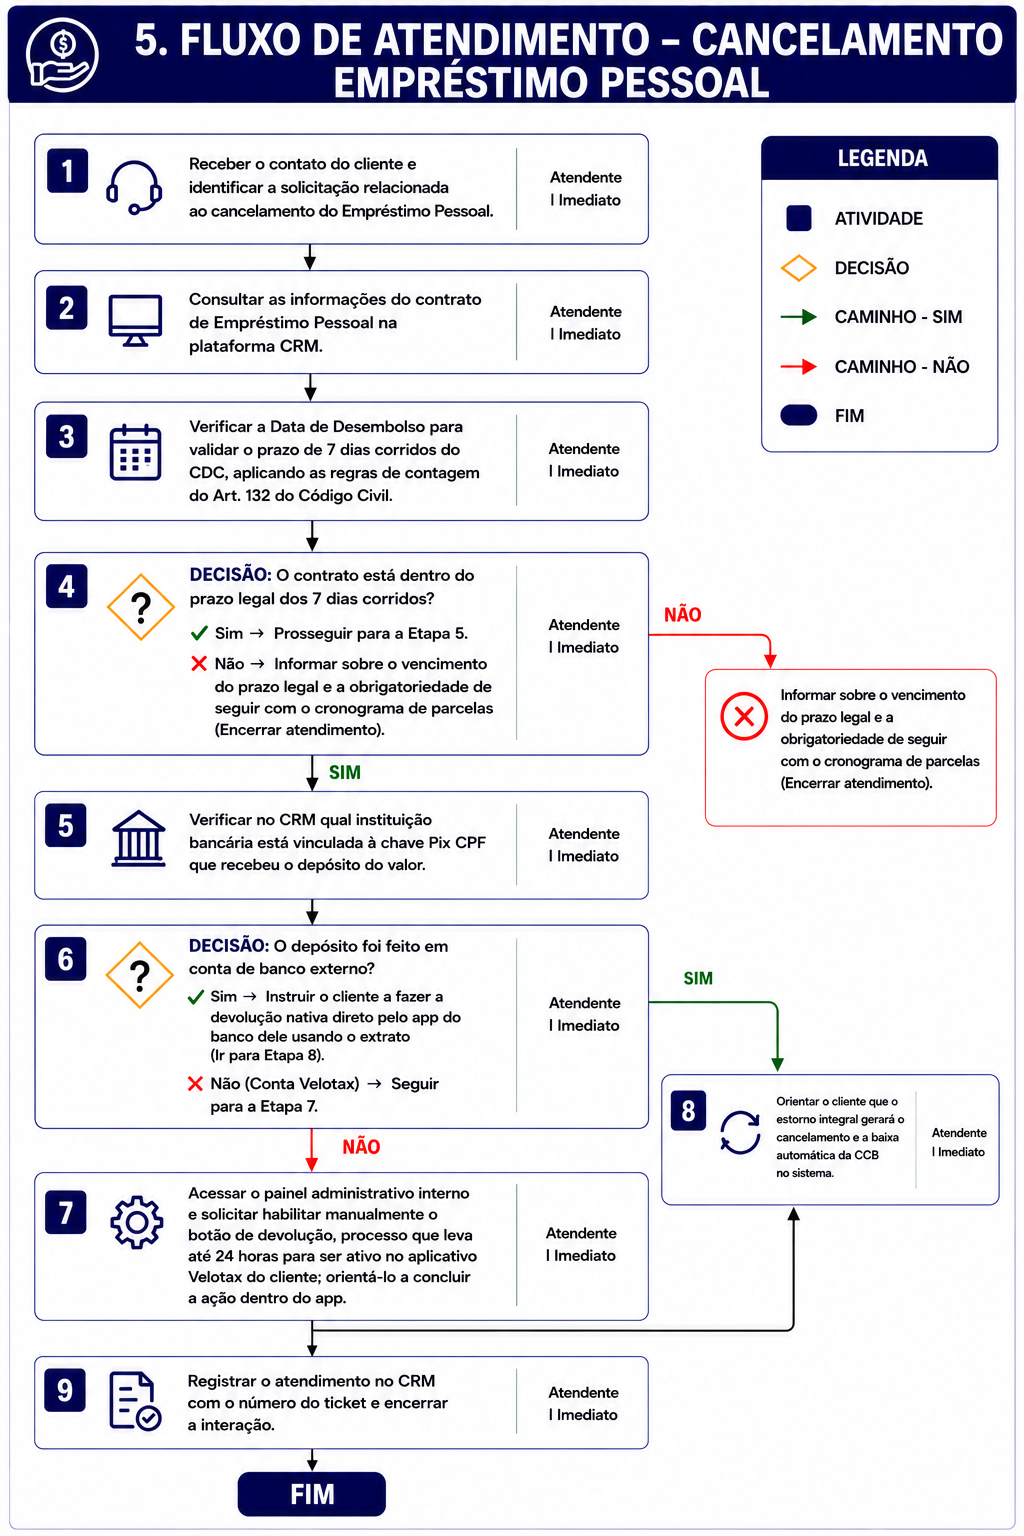 5. FLUXO DE ATENDIMENTO – CANCELAMENTO
EMPRÉSTIMO PESSOAL
1
Receber o contato do cliente e
identificar a solicitação relacionada
ao cancelamento do Empréstimo Pessoal.
Atendente
| Imediato
LEGENDA
ATIVIDADE
DECISÃO
CAMINHO - SIM
CAMINHO - NÃO
FIM
2
Consultar as informações do contrato
de Empréstimo Pessoal na
plataforma CRM.
Atendente
| Imediato
3
Verificar a Data de Desembolso para
validar o prazo de 7 dias corridos do
CDC, aplicando as regras de contagem
do Art. 132 do Código Civil.
Atendente
| Imediato
4
?
DECISÃO: O contrato está dentro do
prazo legal dos 7 dias corridos?
Sim → Prosseguir para a Etapa 5.
Não → Informar sobre o vencimento
do prazo legal e a obrigatoriedade de
seguir com o cronograma de parcelas
(Encerrar atendimento).
Atendente
| Imediato
NÃO
Informar sobre o vencimento
do prazo legal e a
obrigatoriedade de seguir
com o cronograma de parcelas
(Encerrar atendimento).
SIM
5
Verificar no CRM qual instituição
bancária está vinculada à chave Pix CPF
que recebeu o depósito do valor.
Atendente
| Imediato
6
?
DECISÃO: O depósito foi feito em
conta de banco externo?
Sim → Instruir o cliente a fazer a
devolução nativa direto pelo app do
banco dele usando o extrato
(Ir para Etapa 8).
Não (Conta Velotax) → Seguir
para a Etapa 7.
Atendente
| Imediato
SIM
8
Orientar o cliente que o
estorno integral gerará o
cancelamento e a baixa
automática da CCB
no sistema.
Atendente
| Imediato
NÃO
7
Acessar o painel administrativo interno
e solicitar habilitar manualmente o
botão de devolução, processo que leva
até 24 horas para ser ativo no aplicativo
Velotax do cliente; orientá-lo a concluir
a ação dentro do app.
Atendente
| Imediato
9
Registrar o atendimento no CRM
com o número do ticket e encerrar
a interação.
Atendente
| Imediato
FIM